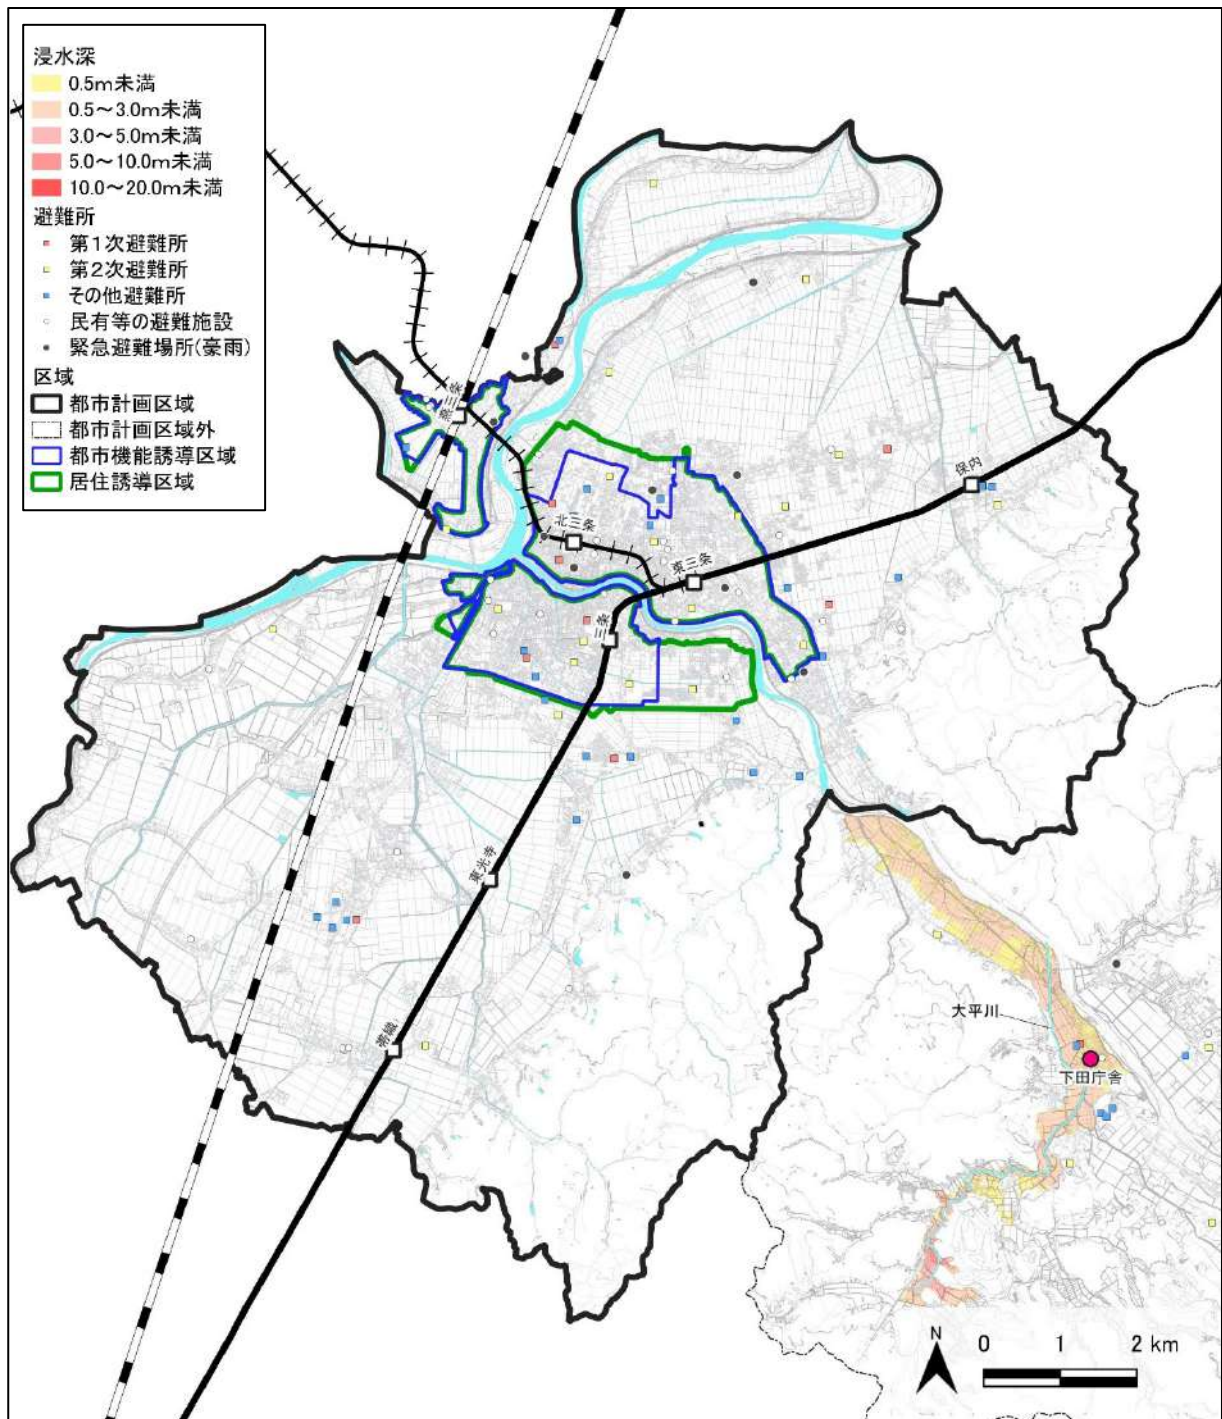 浸水深
0.5m未満
0.5～3.0m未満
3.0～5.0m未満
5.0～10.0m未満
10.0～20.0m未満
避難所
第1次避難所
第2次避難所
その他避難所
民有等の避難施設
緊急避難場所(豪雨)
区域
都市計画区域
都市計画区域外
都市機能誘導区域
居住誘導区域
燕三条
保内
北三条
東三条
三条
東光寺
帯織
大平川
下田庁舎
N
0 1 2 km